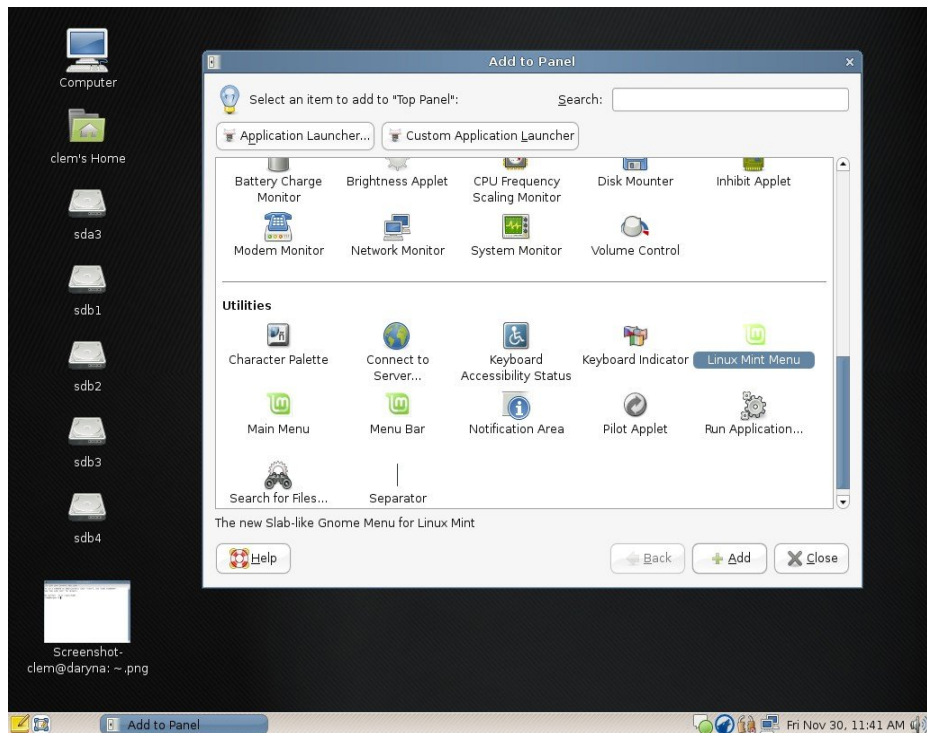 Computer
clem's Home
sda3
sdb1
sdb2
sdb3
sdb4
Screenshot-
clem@daryna: ~.png
Add to Panel
Select an item to add to "Top Panel":
Search:
Application Launcher...
Custom Application Launcher
Battery Charge
Monitor
Brightness Applet
CPU Frequency
Scaling Monitor
Disk Mounter
Inhibit Applet
Modem Monitor
Network Monitor
System Monitor
Volume Control
Utilities
Character Palette
Connect to
Server...
Keyboard
Accessibility Status
Keyboard Indicator
Linux Mint Menu
Main Menu
Menu Bar
Notification Area
Pilot Applet
Run Application...
Search for Files...
Separator
The new Slab-like Gnome Menu for Linux Mint
Help
Back
Add
Close
Add to Panel
Fri Nov 30, 11:41 AM